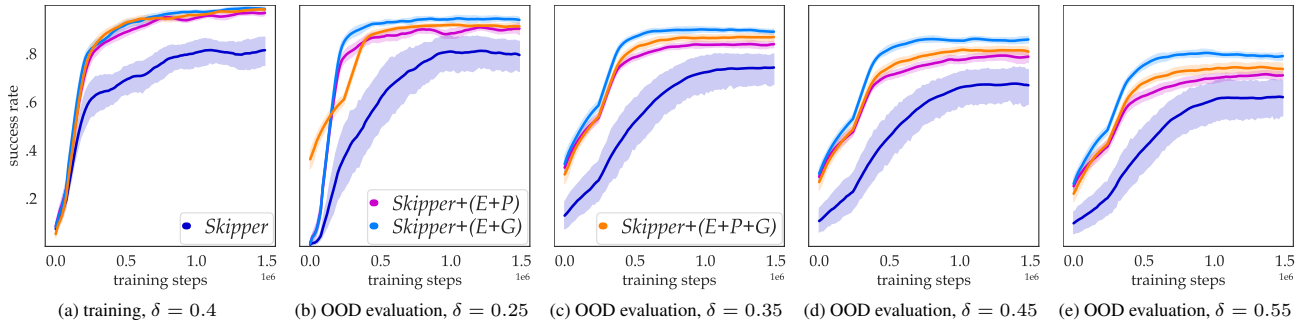 success rate
.8
.6
.4
.2
Skipper
0.0 0.5 1.0 1.5
training steps 1e6
(a) training, δ = 0.4
Skipper+(E+P)
Skipper+(E+G)
0.0 0.5 1.0 1.5
training steps 1e6
(b) OOD evaluation, δ = 0.25
Skipper+(E+P+G)
0.0 0.5 1.0 1.5
training steps 1e6
(c) OOD evaluation, δ = 0.35
0.0 0.5 1.0 1.5
training steps 1e6
(d) OOD evaluation, δ = 0.45
0.0 0.5 1.0 1.5
training steps 1e6
(e) OOD evaluation, δ = 0.55